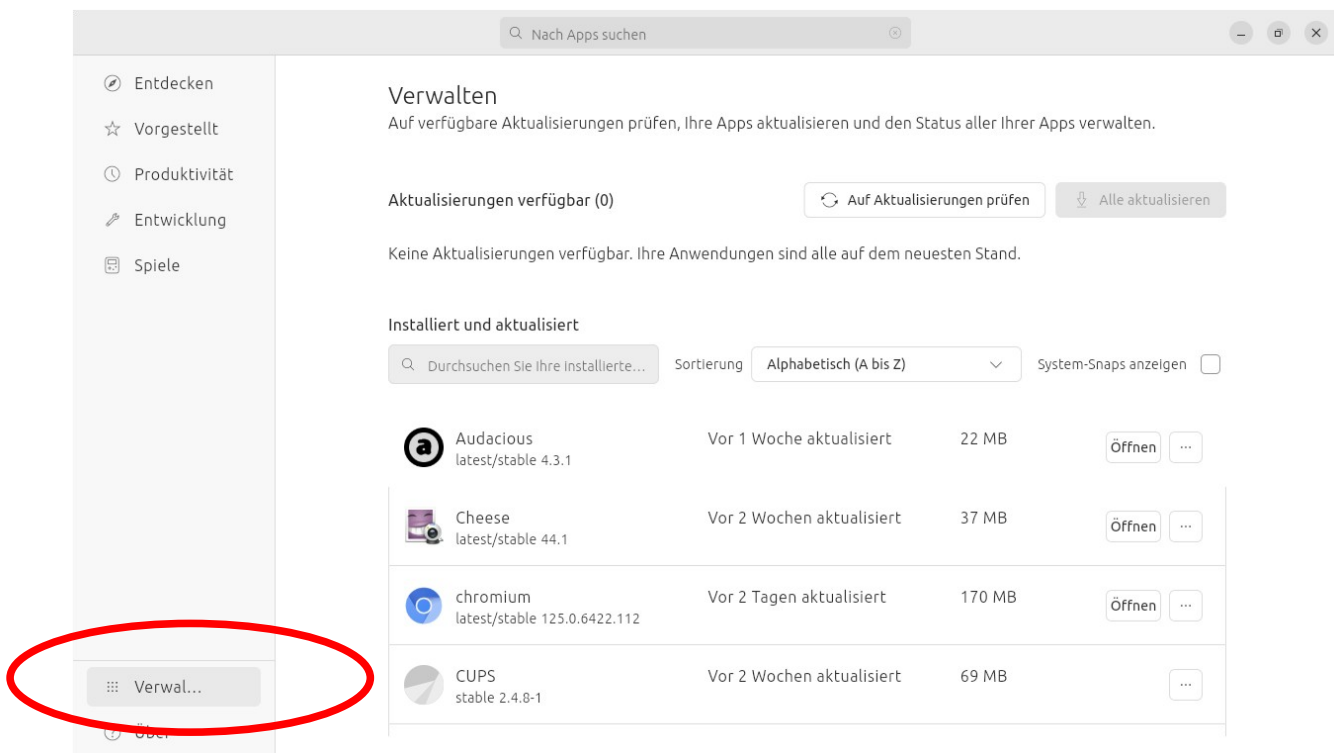 Nach Apps suchen
Entdecken
Vorgestellt
Produktivität
Entwicklung
Spiele
Verwal...
Über
Verwalten
Auf verfügbare Aktualisierungen prüfen, Ihre Apps aktualisieren und den Status aller Ihrer Apps verwalten.
Aktualisierungen verfügbar (0)
Auf Aktualisierungen prüfen
Alle aktualisieren
Keine Aktualisierungen verfügbar. Ihre Anwendungen sind alle auf dem neuesten Stand.
Installiert und aktualisiert
Durchsuchen Sie Ihre installierte...
Sortierung
Alphabetisch (A bis Z)
System-Snaps anzeigen
Audacious
latest/stable 4.3.1
Vor 1 Woche aktualisiert
22 MB
Öffnen
Cheese
latest/stable 44.1
Vor 2 Wochen aktualisiert
37 MB
Öffnen
chromium
latest/stable 125.0.6422.112
Vor 2 Tagen aktualisiert
170 MB
Öffnen
CUPS
stable 2.4.8-1
Vor 2 Wochen aktualisiert
69 MB